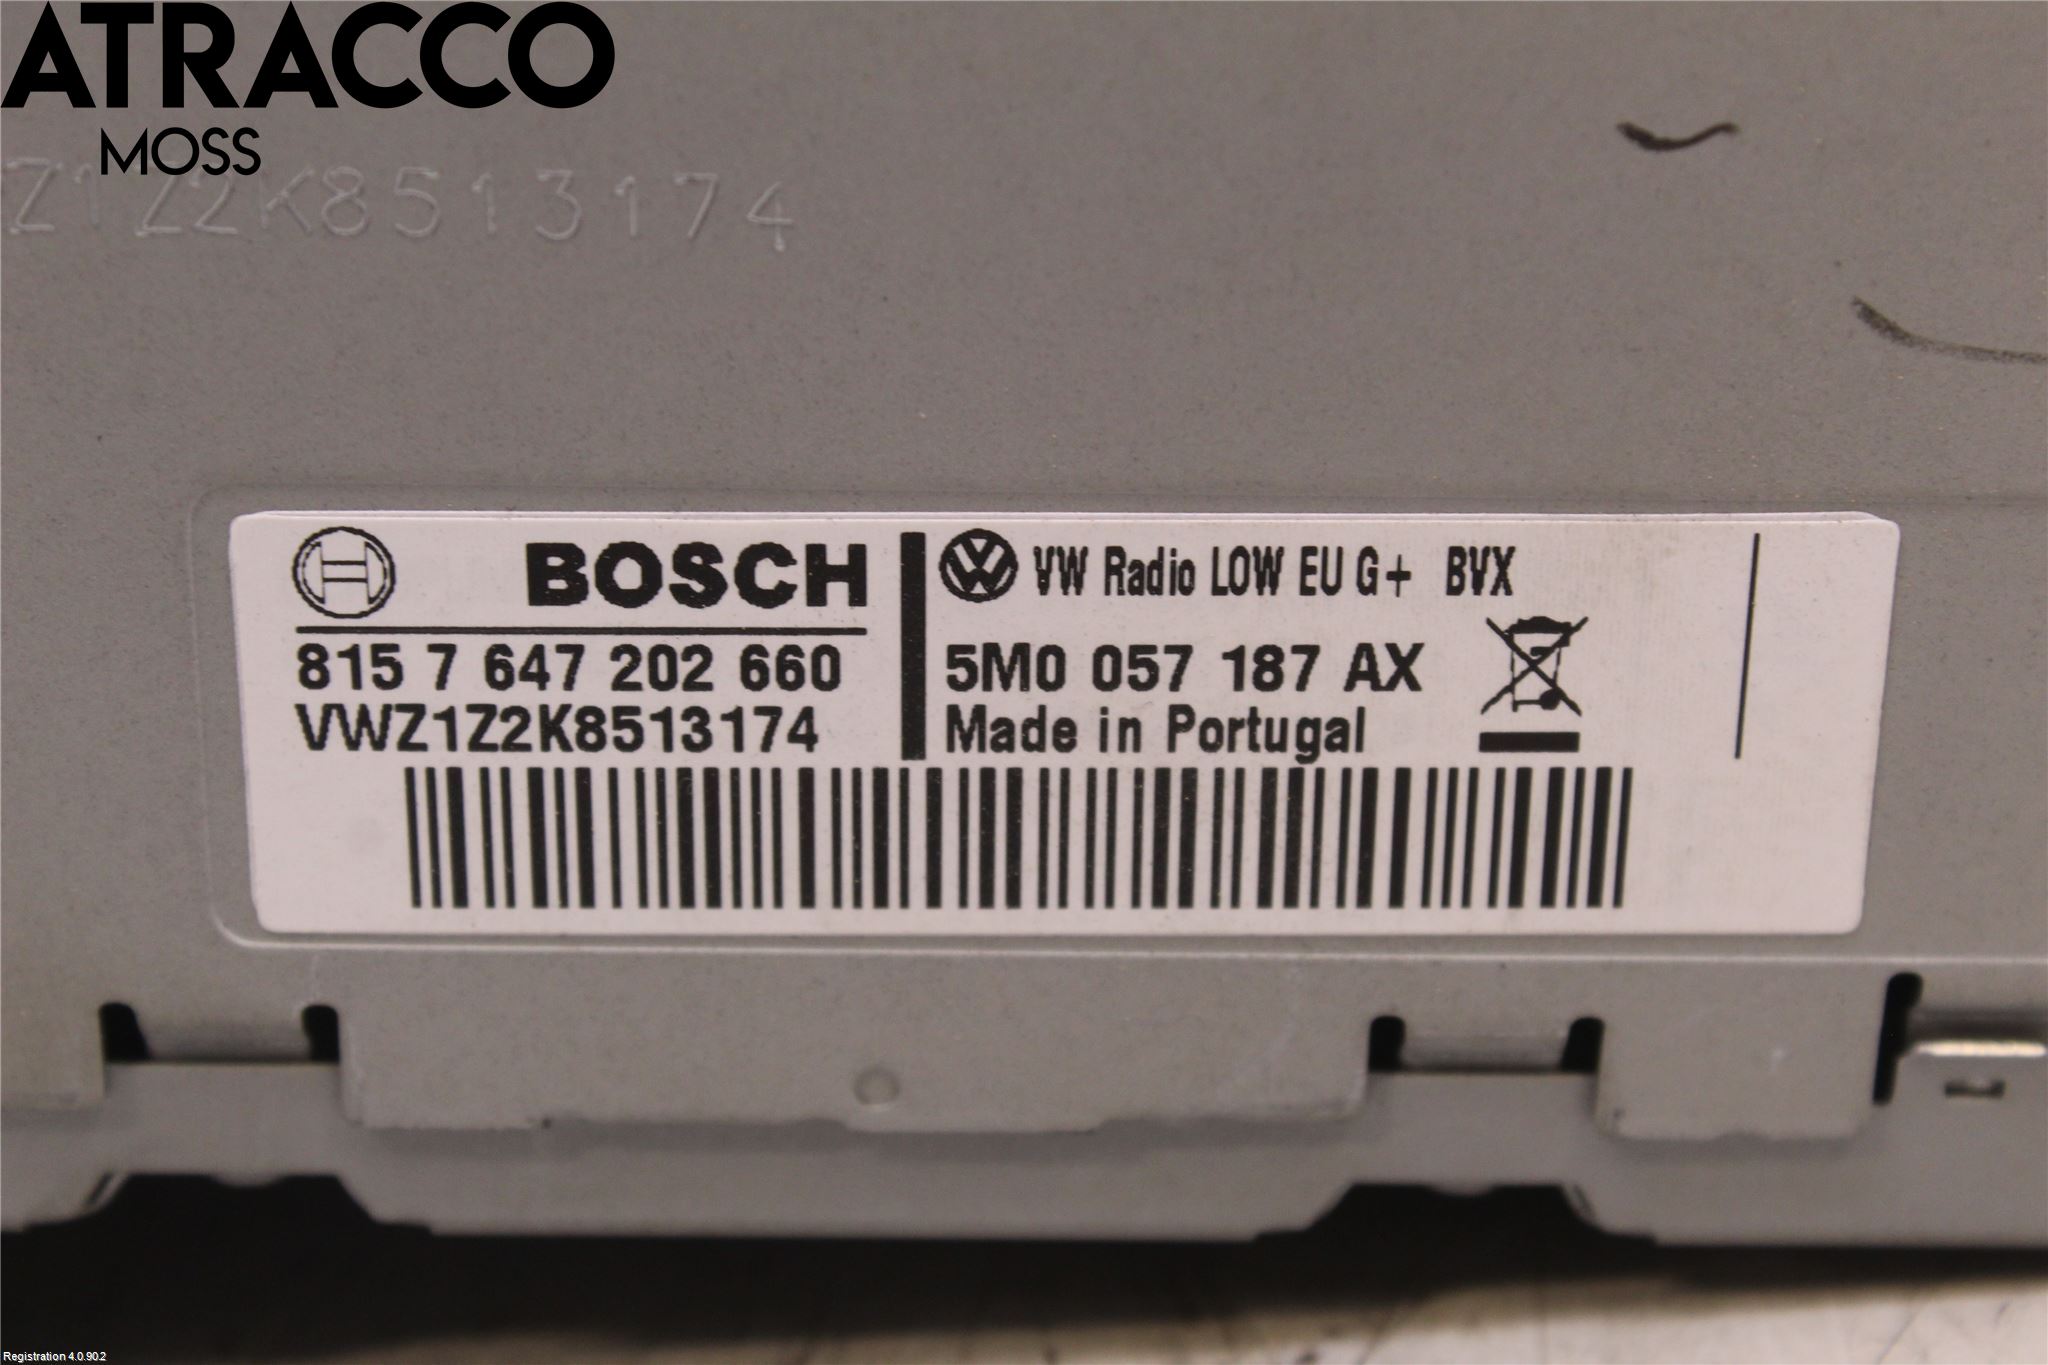 ATRACCO
MOSS
Z1Z2K8513174
BOSCH
815 7 647 202 660
VWZ1Z2K8513174
VW Radio LOW EU G+ BVX
5M0 057 187 AX
Made in Portugal
Registration 4.0.90.2